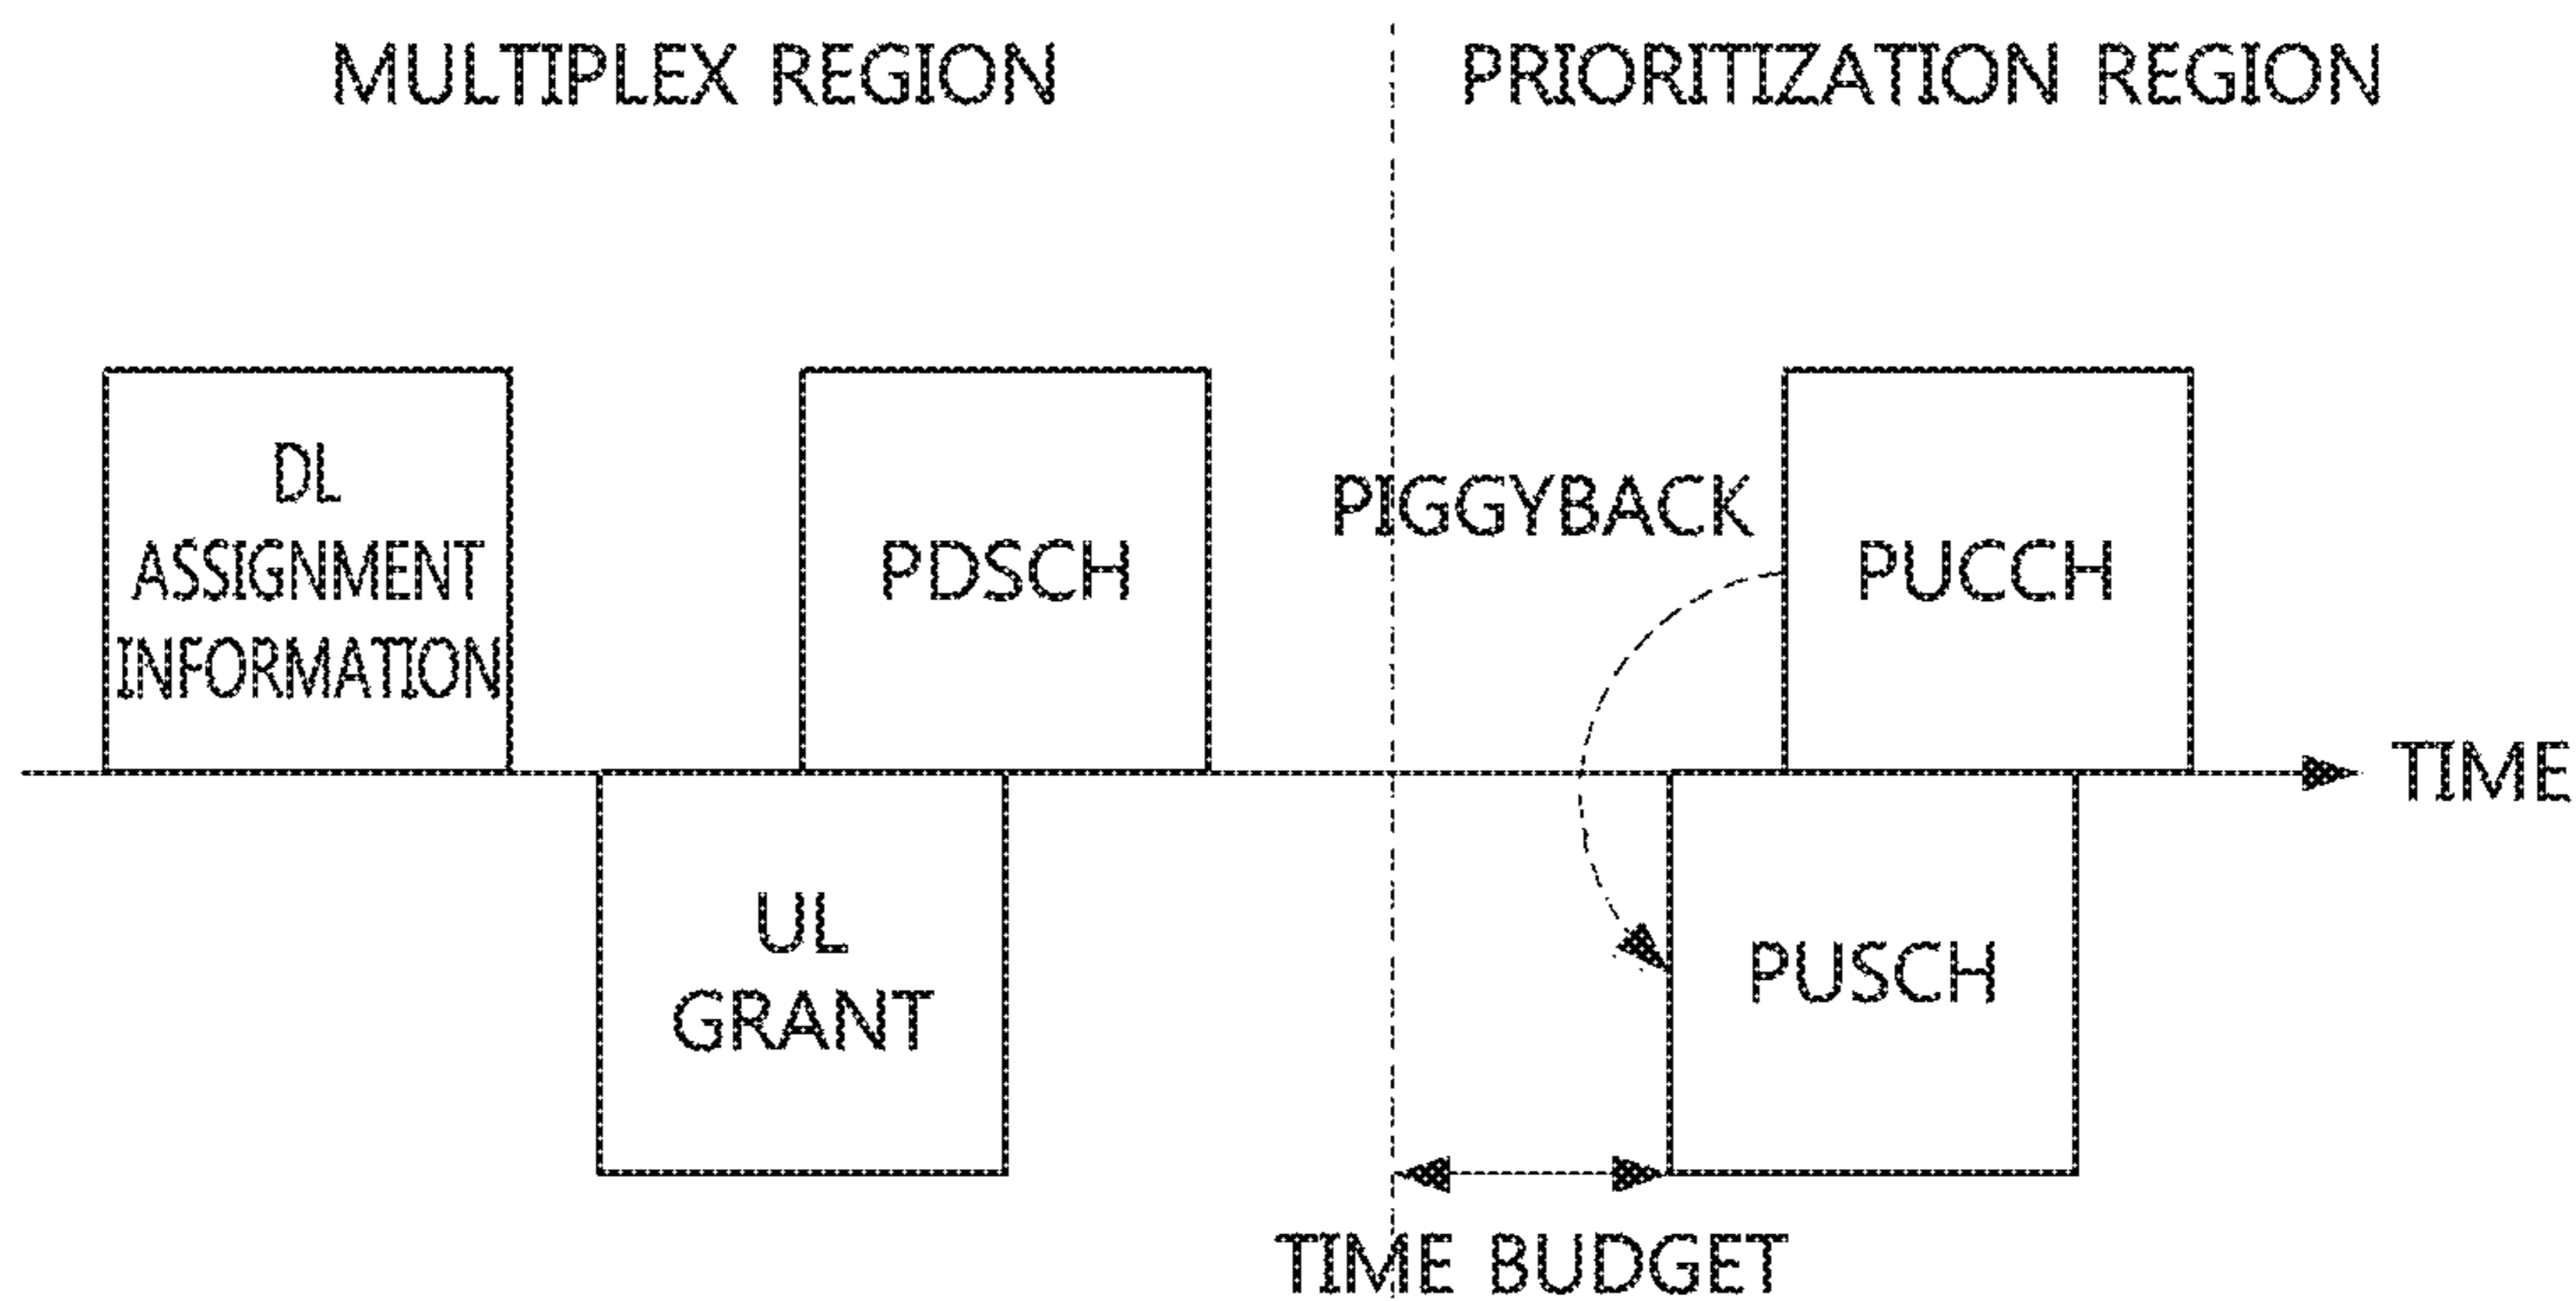 MULTIPLEX REGION
PRIORITIZATION REGION
DL
ASSIGNMENT
INFORMATION
PDSCH
PIGGYBACK
PUCCH
TIME
UL
GRANT
PUSCH
TIME BUDGET